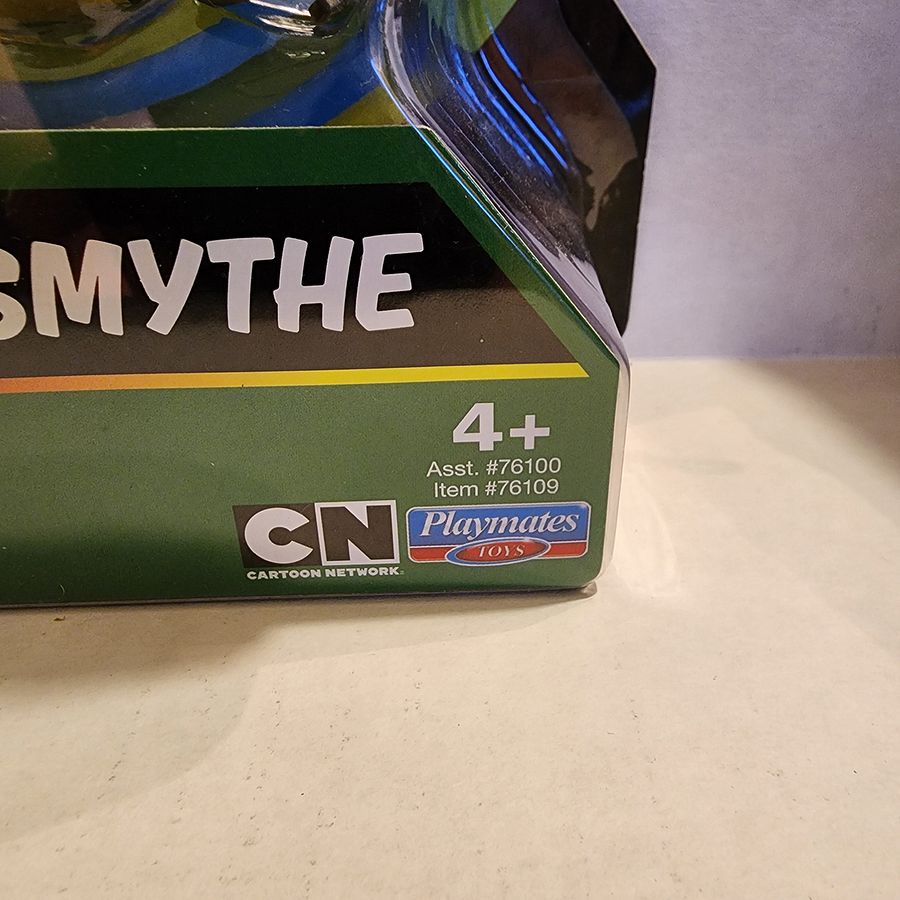 SMYTHE
4+
Asst. #76100
Item #76109
CN
CARTOON NETWORK
Playmates
TOYS